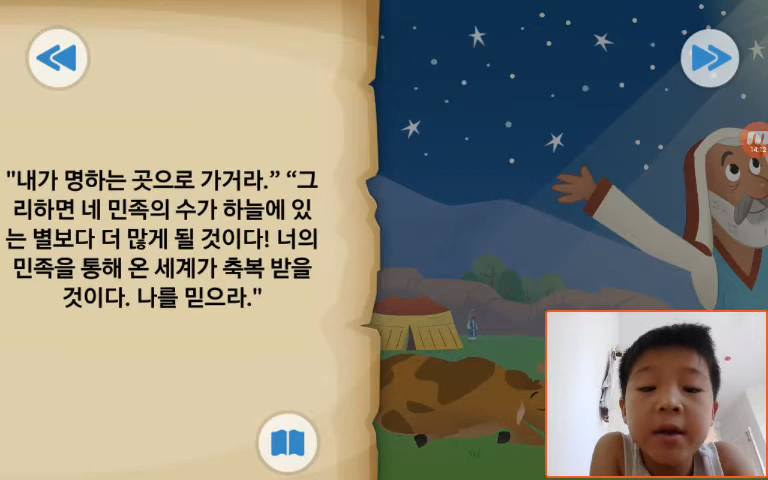 "내가 명하는 곳으로 가거라.” “그
리하면 네 민족의 수가 하늘에 있
는 별보다 더 많게 될 것이다! 너의
민족을 통해 온 세계가 축복 받을
것이다. 나를 믿으라."
14:12